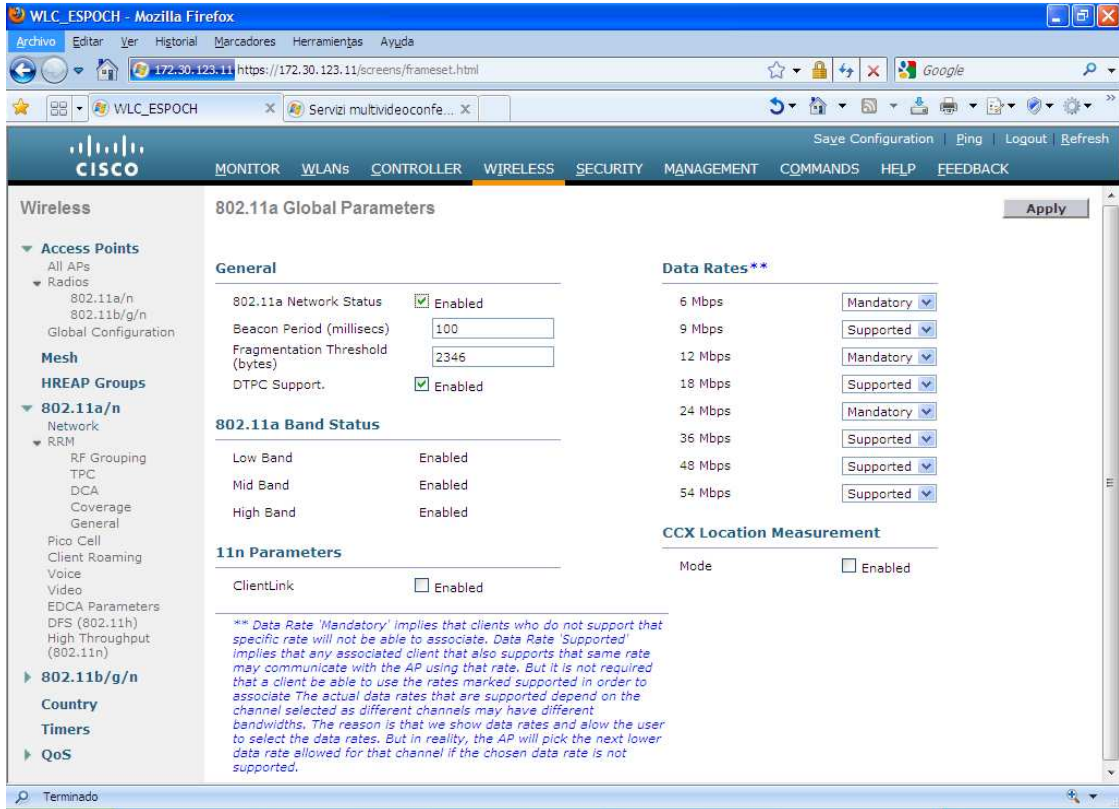 WLC_ESPOCH - Mozilla Firefox
Archivo Editar Ver Historial Marcadores Herramientas Ayuda
172.30.123.11 https://172.30.123.11/screens/frameset.html Google
WLC_ESPOCH Servizi multivideoconfe...
Save Configuration Ping Logout Refresh
CISCO MONITOR WLANs CONTROLLER WIRELESS SECURITY MANAGEMENT COMMANDS HELP FEEDBACK
Wireless
Access Points
All APs
Radios
802.11a/n
802.11b/g/n
Global Configuration
Mesh
HREAP Groups
802.11a/n
Network
RRM
RF Grouping
TPC
DCA
Coverage
General
Pico Cell
Client Roaming
Voice
Video
EDCA Parameters
DFS (802.11h)
High Throughput
(802.11n)
802.11b/g/n
Country
Timers
QoS
802.11a Global Parameters Apply
General
802.11a Network Status Enabled
Beacon Period (millisecs) 100
Fragmentation Threshold
(bytes) 2346
DTPC Support. Enabled
802.11a Band Status
Low Band Enabled
Mid Band Enabled
High Band Enabled
11n Parameters
ClientLink Enabled
Data Rates**
6 Mbps Mandatory
9 Mbps Supported
12 Mbps Mandatory
18 Mbps Supported
24 Mbps Mandatory
36 Mbps Supported
48 Mbps Supported
54 Mbps Supported
CCX Location Measurement
Mode Enabled
** Data Rate 'Mandatory' implies that clients who do not support that
specific rate will not be able to associate. Data Rate 'Supported'
implies that any associated client that also supports that same rate
may communicate with the AP using that rate. But it is not required
that a client be able to use the rates marked supported in order to
associate The actual data rates that are supported depend on the
channel selected as different channels may have different
bandwidths. The reason is that we show data rates and alow the user
to select the data rates. But in reality, the AP will pick the next lower
data rate allowed for that channel if the chosen data rate is not
supported.
Terminado